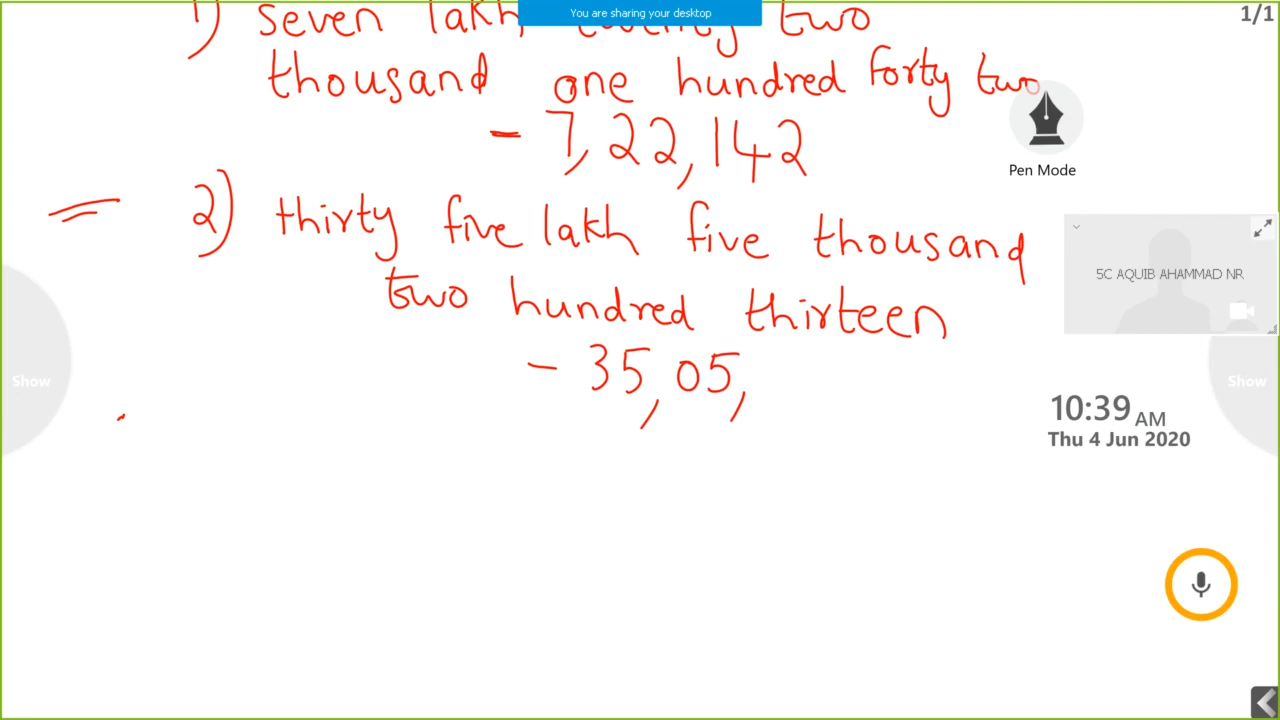 You are sharing your desktop
1/1
1) seven lakh twenty two
thousand one hundred forty two
- 7,22,142
Pen Mode
2) thirty five lakh five thousand
two hundred thirteen
- 35,05,
5C AQUIB AHAMMAD NR
Show
Show
10:39 AM
Thu 4 Jun 2020